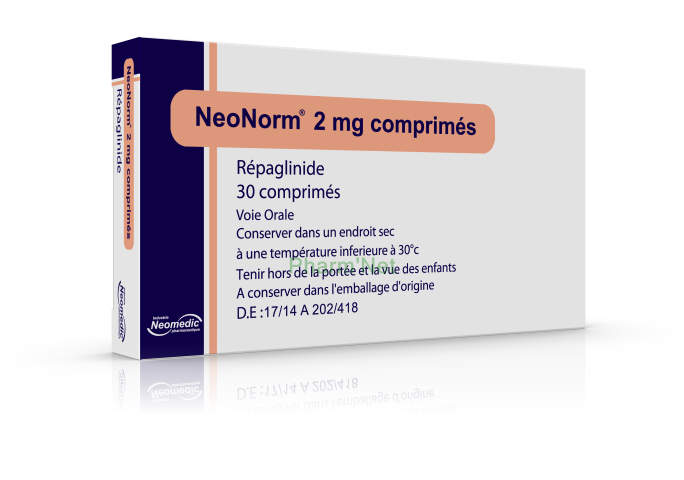 NeoNorm® 2 mg comprimés
Répaglinide
NeoNorm® 2 mg comprimés
Répaglinide
30 comprimés
Voie Orale
Conserver dans un endroit sec
à une température inferieure à 30°c
Pharm'Net
Tenir hors de la portée et la vue des enfants
A conserver dans l'emballage d'origine
D.E :17/14 A 202/418
Industrie
Neomedic
pharmaceutique